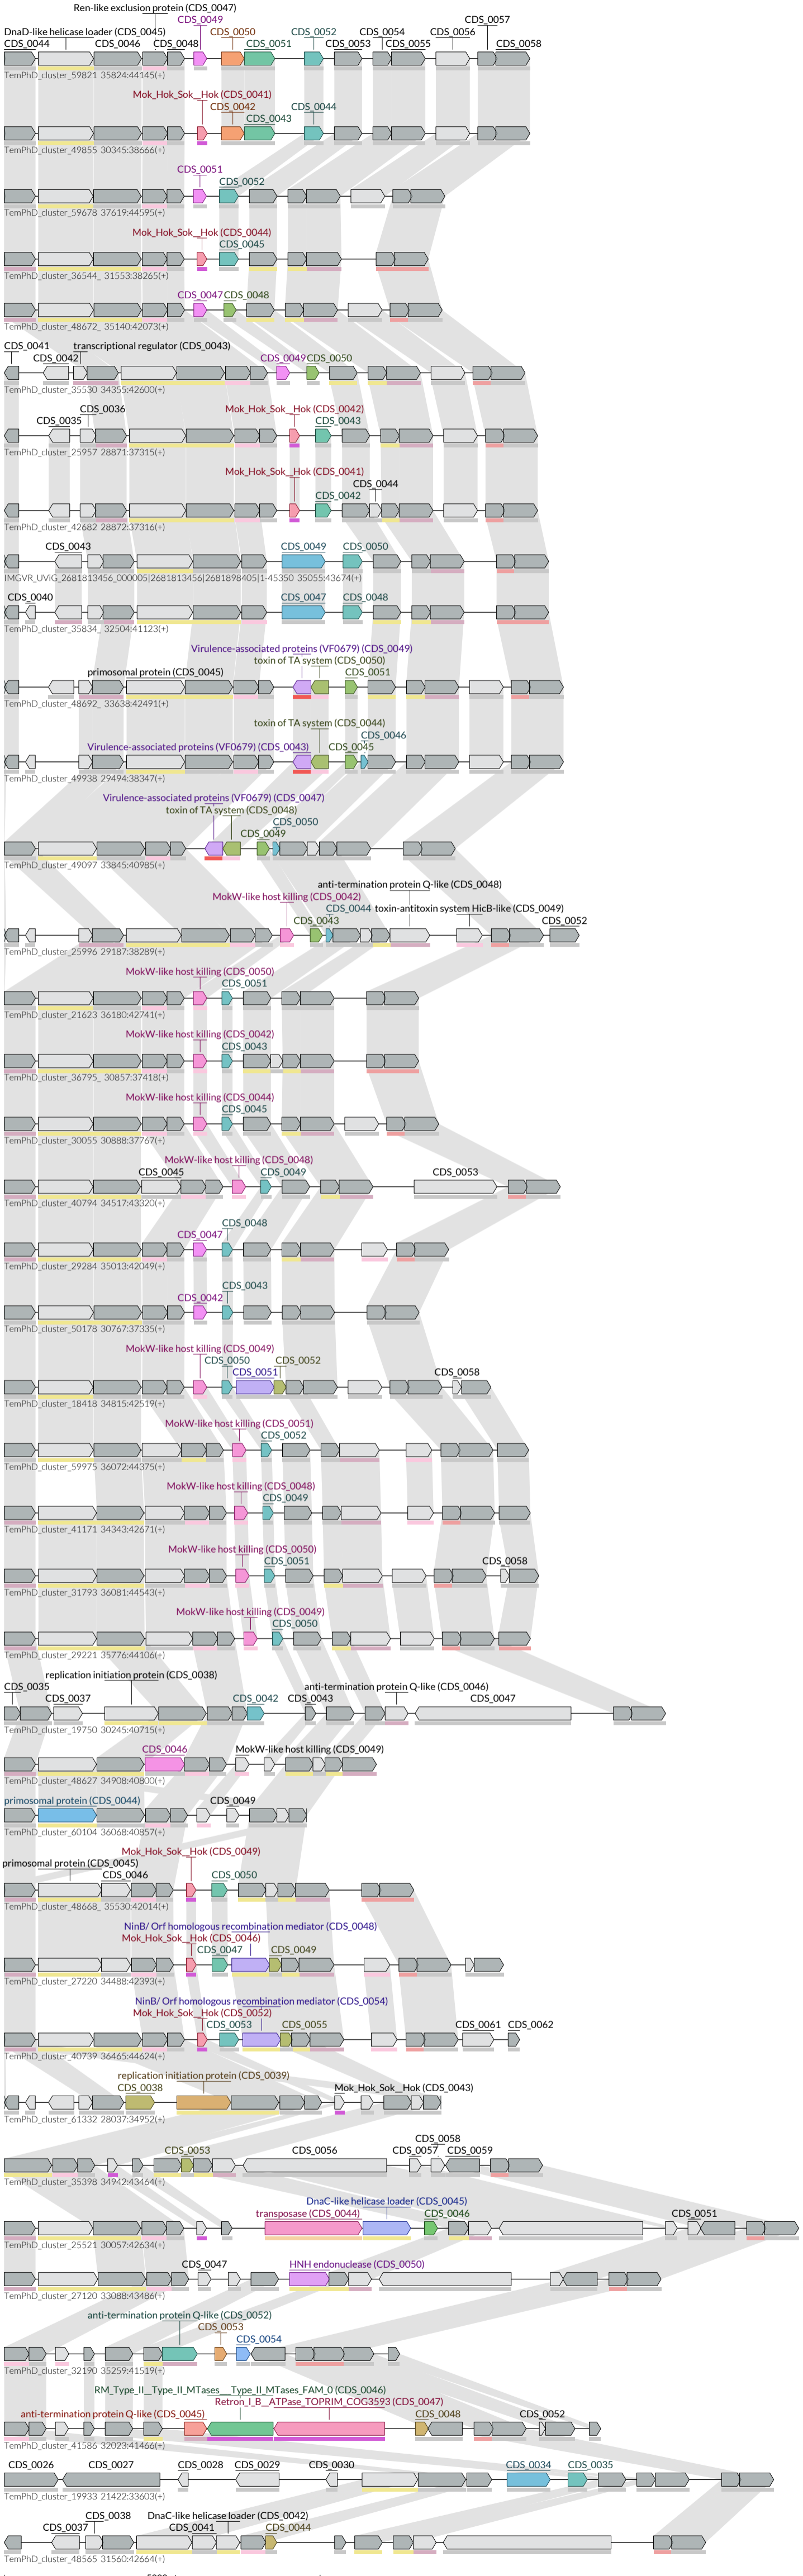 Ren-like exclusion protein (CDS_0047)
CDS_0049
DnaD-like helicase loader (CDS_0045) CDS_0050 CDS_0052 CDS_0054 CDS_0056 CDS_0057
CDS_0044 CDS_0046 CDS_0048 CDS_0051 CDS_0053 CDS_0055 CDS_0058
TemPhD_cluster_59821 35824:44145(+)
Mok_Hok_Sok__Hok (CDS_0041)
CDS_0042 CDS_0044
CDS_0043
TemPhD_cluster_49855 30345:38666(+)
CDS_0051
CDS_0052
TemPhD_cluster_59678 37619:44595(+)
Mok_Hok_Sok__Hok (CDS_0044)
CDS_0045
TemPhD_cluster_36544_ 31553:38265(+)
CDS_0047 CDS_0048
TemPhD_cluster_48672_ 35140:42073(+)
CDS_0041 transcriptional regulator (CDS_0043)
CDS_0042 CDS_0049 CDS_0050
TemPhD_cluster_35530 34355:42600(+)
CDS_0036 Mok_Hok_Sok__Hok (CDS_0042)
CDS_0035 CDS_0043
TemPhD_cluster_25957 28871:37315(+)
Mok_Hok_Sok__Hok (CDS_0041)
CDS_0044
CDS_0042
TemPhD_cluster_42682 28872:37316(+)
CDS_0043 CDS_0049 CDS_0050
IMGVR_UViG_2681813456_000005|2681813456|2681898405|1-45350 35055:43674(+)
CDS_0040 CDS_0047 CDS_0048
TemPhD_cluster_35834_ 32504:41123(+)
Virulence-associated proteins (VF0679) (CDS_0049)
toxin of TA system (CDS_0050)
primosomal protein (CDS_0045) CDS_0051
TemPhD_cluster_48692_ 33638:42491(+)
toxin of TA system (CDS_0044)
CDS_0046
Virulence-associated proteins (VF0679) (CDS_0043) CDS_0045
TemPhD_cluster_49938 29494:38347(+)
Virulence-associated proteins (VF0679) (CDS_0047)
toxin of TA system (CDS_0048)
CDS_0050
CDS_0049
TemPhD_cluster_49097 33845:40985(+)
anti-termination protein Q-like (CDS_0048)
MokW-like host killing (CDS_0042)
CDS_0044 toxin-antitoxin system HicB-like (CDS_0049)
CDS_0043 CDS_0052
TemPhD_cluster_25996 29187:38289(+)
MokW-like host killing (CDS_0050)
CDS_0051
TemPhD_cluster_21623 36180:42741(+)
MokW-like host killing (CDS_0042)
CDS_0043
TemPhD_cluster_36795_ 30857:37418(+)
MokW-like host killing (CDS_0044)
CDS_0045
TemPhD_cluster_30055 30888:37767(+)
MokW-like host killing (CDS_0048)
CDS_0045 CDS_0049 CDS_0053
TemPhD_cluster_40794 34517:43320(+)
CDS_0048
CDS_0047
TemPhD_cluster_29284 35013:42049(+)
CDS_0043
CDS_0042
TemPhD_cluster_50178 30767:37335(+)
MokW-like host killing (CDS_0049)
CDS_0050 CDS_0052
CDS_0051 CDS_0058
TemPhD_cluster_18418 34815:42519(+)
MokW-like host killing (CDS_0051)
CDS_0052
TemPhD_cluster_59975 36072:44375(+)
MokW-like host killing (CDS_0048)
CDS_0049
TemPhD_cluster_41171 34343:42671(+)
MokW-like host killing (CDS_0050)
CDS_0051 CDS_0058
TemPhD_cluster_31793 36081:44543(+)
MokW-like host killing (CDS_0049)
CDS_0050
TemPhD_cluster_29221 35776:44106(+)
replication initiation protein (CDS_0038)
CDS_0035 anti-termination protein Q-like (CDS_0046)
CDS_0037 CDS_0042 CDS_0043 CDS_0047
TemPhD_cluster_19750 30245:40715(+)
CDS_0046 MokW-like host killing (CDS_0049)
TemPhD_cluster_48627 34908:40800(+)
primosomal protein (CDS_0044) CDS_0049
TemPhD_cluster_60104 36068:40857(+)
Mok_Hok_Sok__Hok (CDS_0049)
primosomal protein (CDS_0045)
CDS_0046 CDS_0050
TemPhD_cluster_48668_ 35530:42014(+)
NinB/ Orf homologous recombination mediator (CDS_0048)
Mok_Hok_Sok__Hok (CDS_0046)
CDS_0047 CDS_0049
TemPhD_cluster_27220 34488:42393(+)
NinB/ Orf homologous recombination mediator (CDS_0054)
Mok_Hok_Sok__Hok (CDS_0052)
CDS_0053 CDS_0055 CDS_0061 CDS_0062
TemPhD_cluster_40739 36465:44624(+)
replication initiation protein (CDS_0039)
CDS_0038 Mok_Hok_Sok__Hok (CDS_0043)
TemPhD_cluster_61332 28037:34952(+)
CDS_0058
CDS_0053 CDS_0056 CDS_0057 CDS_0059
TemPhD_cluster_35398 34942:43464(+)
DnaC-like helicase loader (CDS_0045)
transposase (CDS_0044) CDS_0046 CDS_0051
TemPhD_cluster_25521 30057:42634(+)
CDS_0047 HNH endonuclease (CDS_0050)
TemPhD_cluster_27120 33088:43486(+)
anti-termination protein Q-like (CDS_0052)
CDS_0053
CDS_0054
TemPhD_cluster_32190 35259:41519(+)
RM_Type_II__Type_II_MTases___Type_II_MTases_FAM_0 (CDS_0046)
Retron_I_B__ATPase_TOPRIM_COG3593 (CDS_0047)
anti-termination protein Q-like (CDS_0045) CDS_0048 CDS_0052
TemPhD_cluster_41586 32023:41466(+)
CDS_0026 CDS_0027 CDS_0028 CDS_0029 CDS_0030 CDS_0034 CDS_0035
TemPhD_cluster_19933 21422:33603(+)
CDS_0038 DnaC-like helicase loader (CDS_0042)
CDS_0037 CDS_0041 CDS_0044
TemPhD_cluster_48565 31560:42664(+)